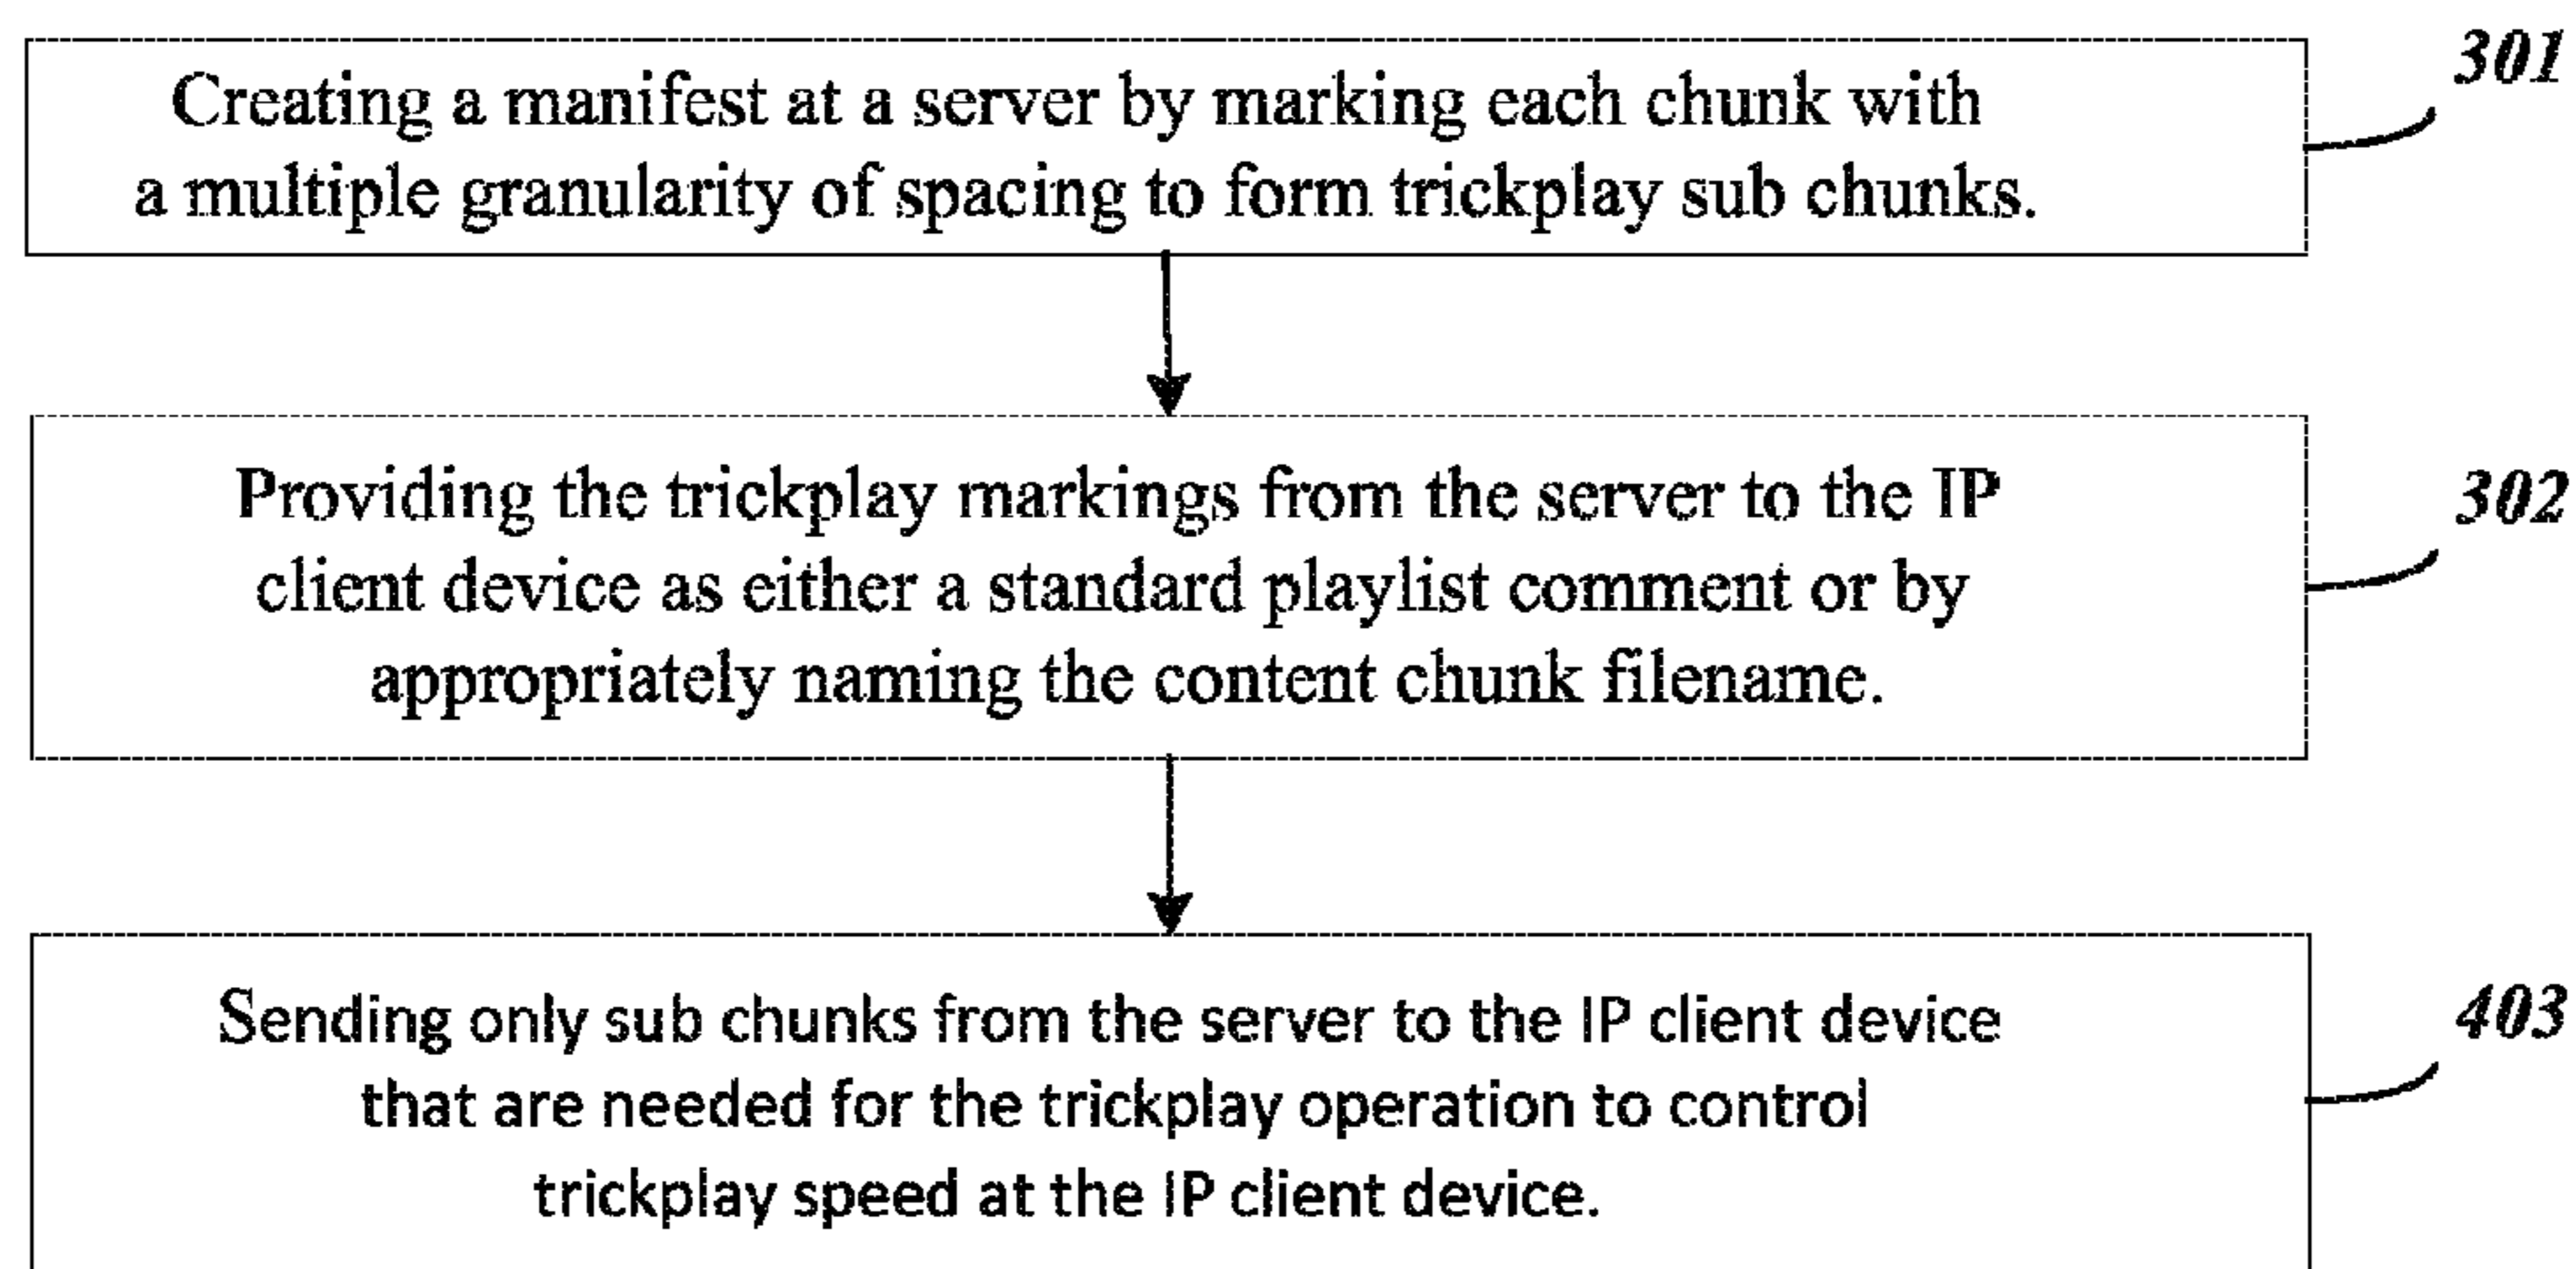 301
Creating a manifest at a server by marking each chunk with
a multiple granularity of spacing to form trickplay sub chunks.
302
Providing the trickplay markings from the server to the IP
client device as either a standard playlist comment or by
appropriately naming the content chunk filename.
403
Sending only sub chunks from the server to the IP client device
that are needed for the trickplay operation to control
trickplay speed at the IP client device.